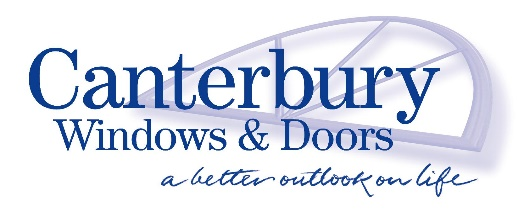 Canterbury
Windows & Doors
a better outlook on life